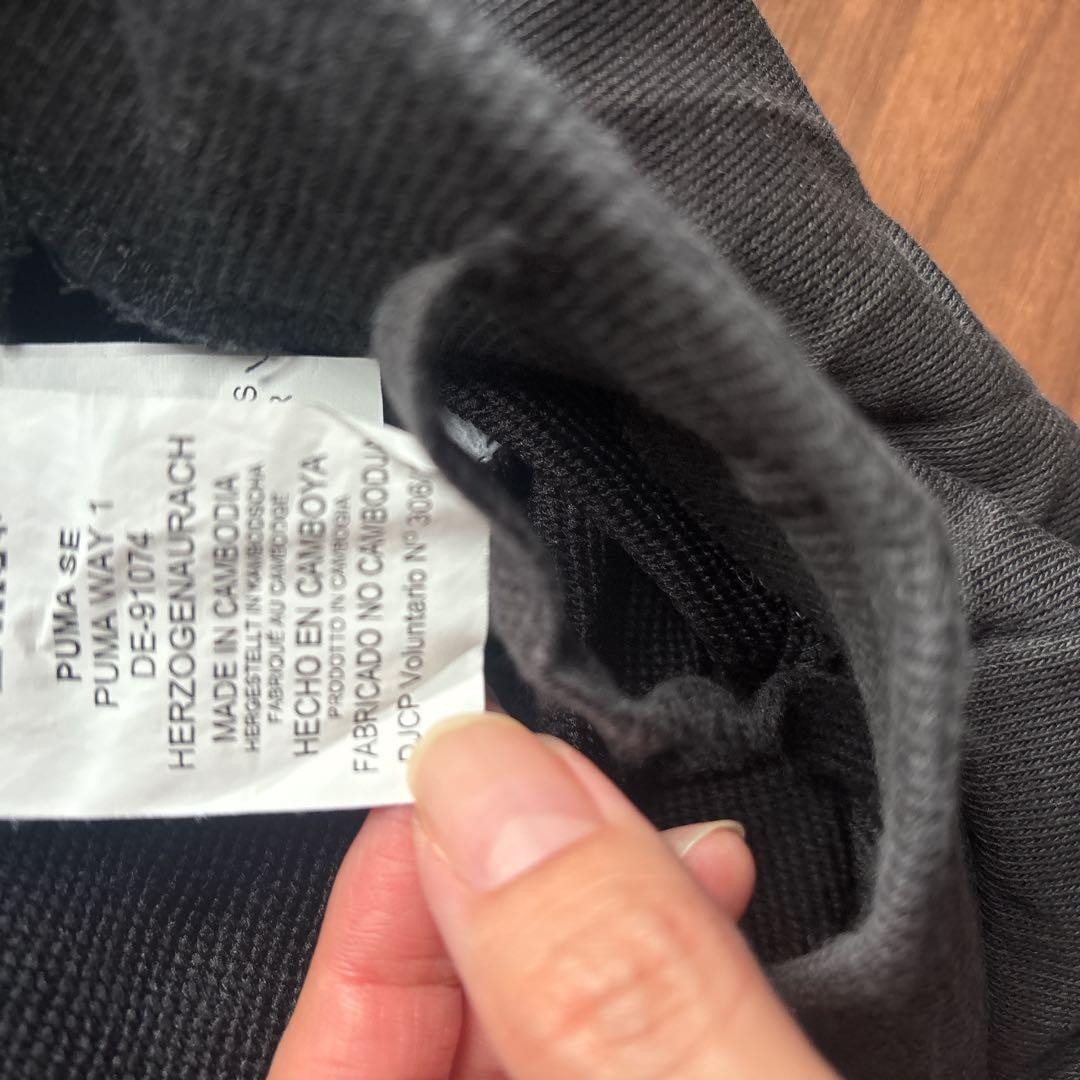 PUMA SE
PUMA WAY 1
DE-91074
HERZOGENAURACH
MADE IN CAMBODIA
HERGESTELLT IN KAMBODSCHA
FABRIQUÉ AU CAMBODGE
HECHO EN CAMBOYA
PRODOTTO IN CAMBOGIA
FABRICADO NO CAMBODJA
DJCP Voluntario N° 306/
S